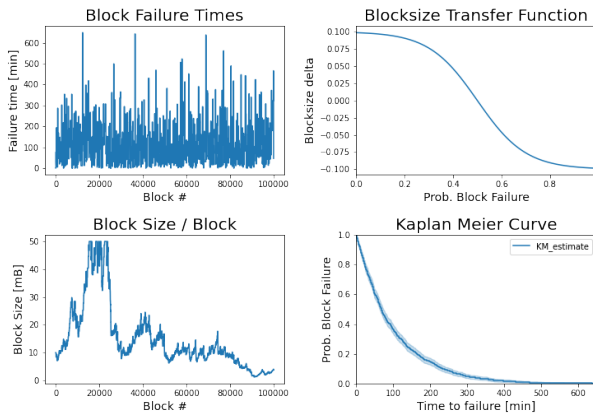 Block Failure Times
Failure time [min]
600
500
400
300
200
100
0
0 20000 40000 60000 80000 100000
Block #
Blocksize Transfer Function
Blocksize delta
0.100
0.075
0.050
0.025
0.000
−0.025
−0.050
−0.075
−0.100
0.0 0.2 0.4 0.6 0.8
Prob. Block Failure
Block Size / Block
Block Size [mB]
50
40
30
20
10
0
0 20000 40000 60000 80000 100000
Block #
Kaplan Meier Curve
KM_estimate
Prob. Block Failure
1.0
0.8
0.6
0.4
0.2
0.0
0 100 200 300 400 500 600
Time to failure [min]